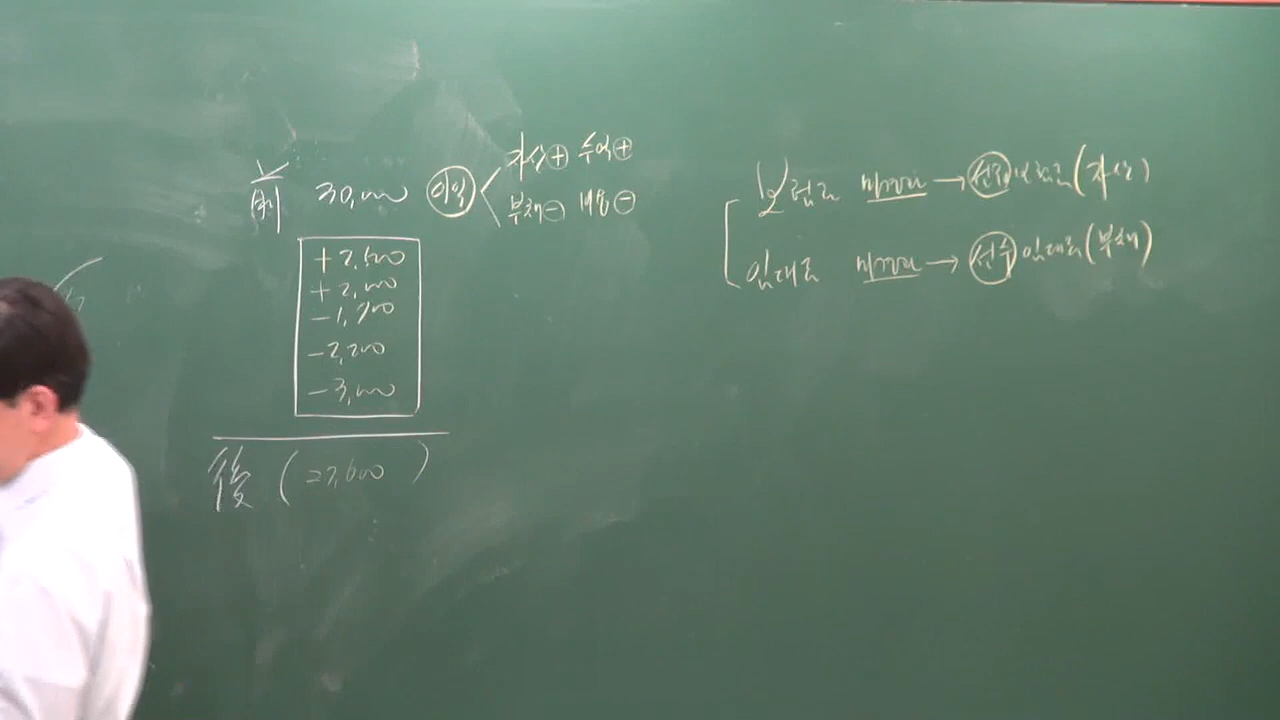 前 30,000 이익 < 자산⊕ 수익⊕
부채⊖ 비용⊖
+2,500
+2,000
-1,700
-2,200
-3,000
後 (27,600)
보험료 미경과 → 선급보험료(자산)
임대료 미경과 → 선수임대료(부채)